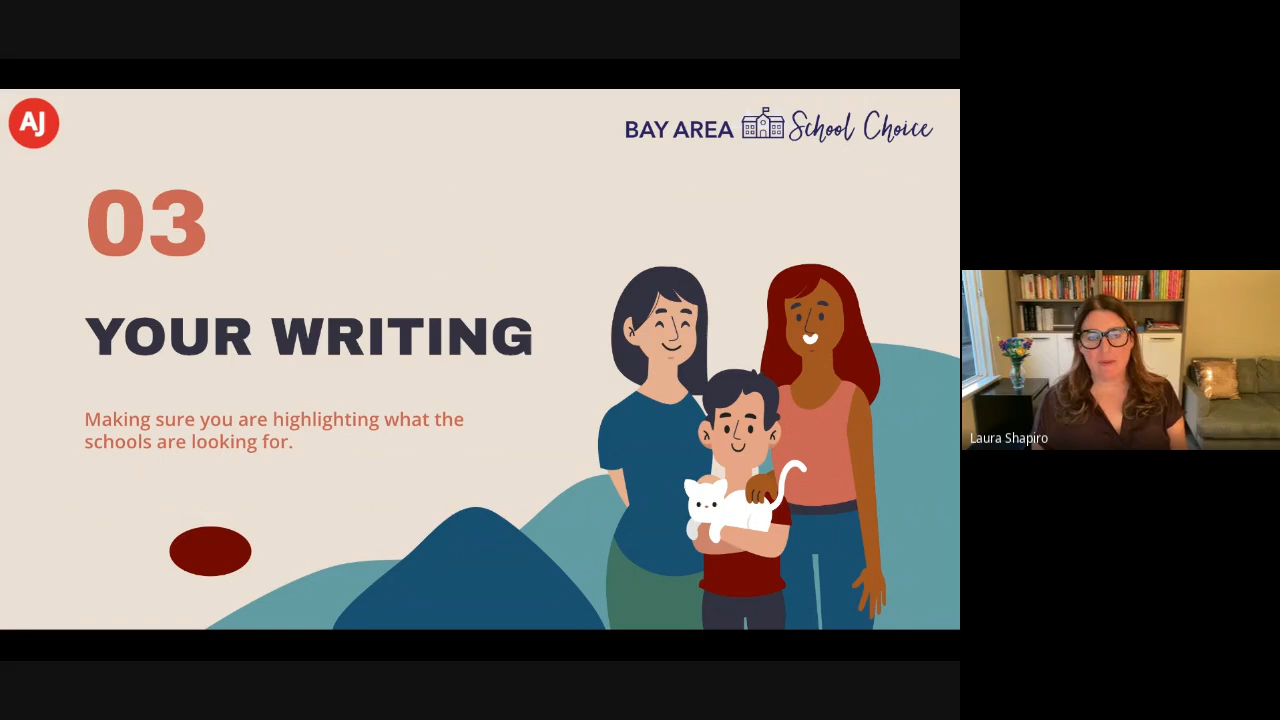 AJ
BAY AREA School Choice
03
YOUR WRITING
Making sure you are highlighting what the
schools are looking for.
Laura Shapiro